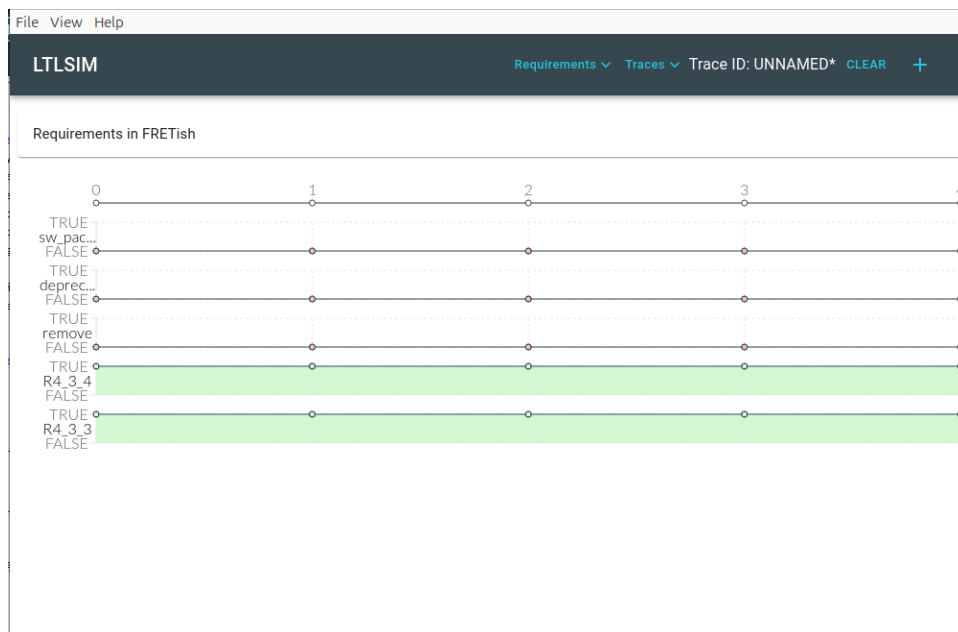 File View Help
LTLSIM Requirements Traces Trace ID: UNNAMED* CLEAR +
Requirements in FRETish
0 1 2 3
TRUE
sw_pac...
FALSE
TRUE
deprec...
FALSE
TRUE
remove
FALSE
TRUE
R4_3_4
FALSE
TRUE
R4_3_3
FALSE